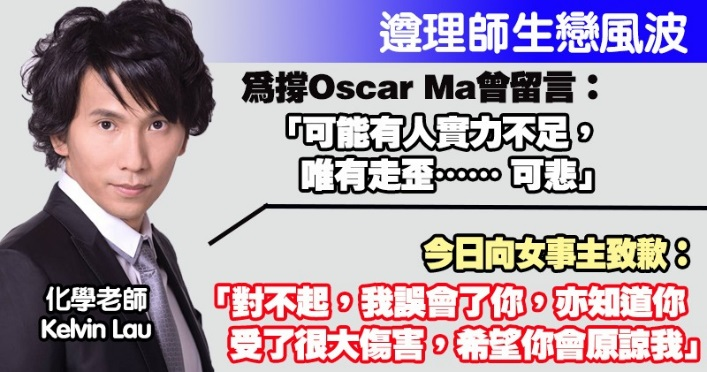 遵理師生戀風波
為撐Oscar Ma曾留言：
「可能有人實力不足，
唯有走歪…… 可悲」
今日向女事主致歉：
「對不起，我誤會了你，亦知道你
受了很大傷害，希望你會原諒我」
化學老師
Kelvin Lau